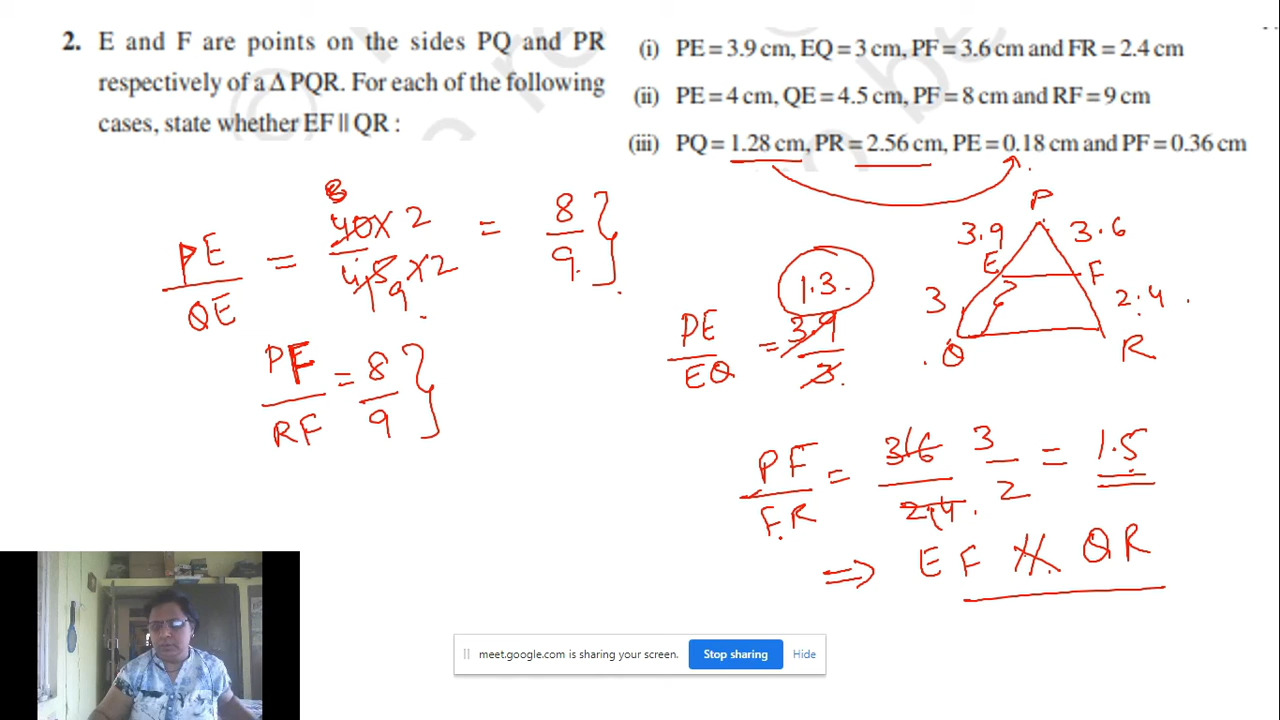 2. E and F are points on the sides PQ and PR
respectively of a Δ PQR. For each of the following
cases, state whether EF || QR :
(i) PE = 3.9 cm, EQ = 3 cm, PF = 3.6 cm and FR = 2.4 cm
(ii) PE = 4 cm, QE = 4.5 cm, PF = 8 cm and RF = 9 cm
(iii) PQ = 1.28 cm, PR = 2.56 cm, PE = 0.18 cm and PF = 0.36 cm
8
PE/QE = 40×2/45×2 = 8/9
9
PF/RF = 8/9
P
3.9 3.6
E F
3 2.4
Q R
1.3
PE/EQ = 3.9/3
PF/FR = 3.6/2.4 3/2 = 1.5
⇒ EF ∦ QR
meet.google.com is sharing your screen. Stop sharing Hide